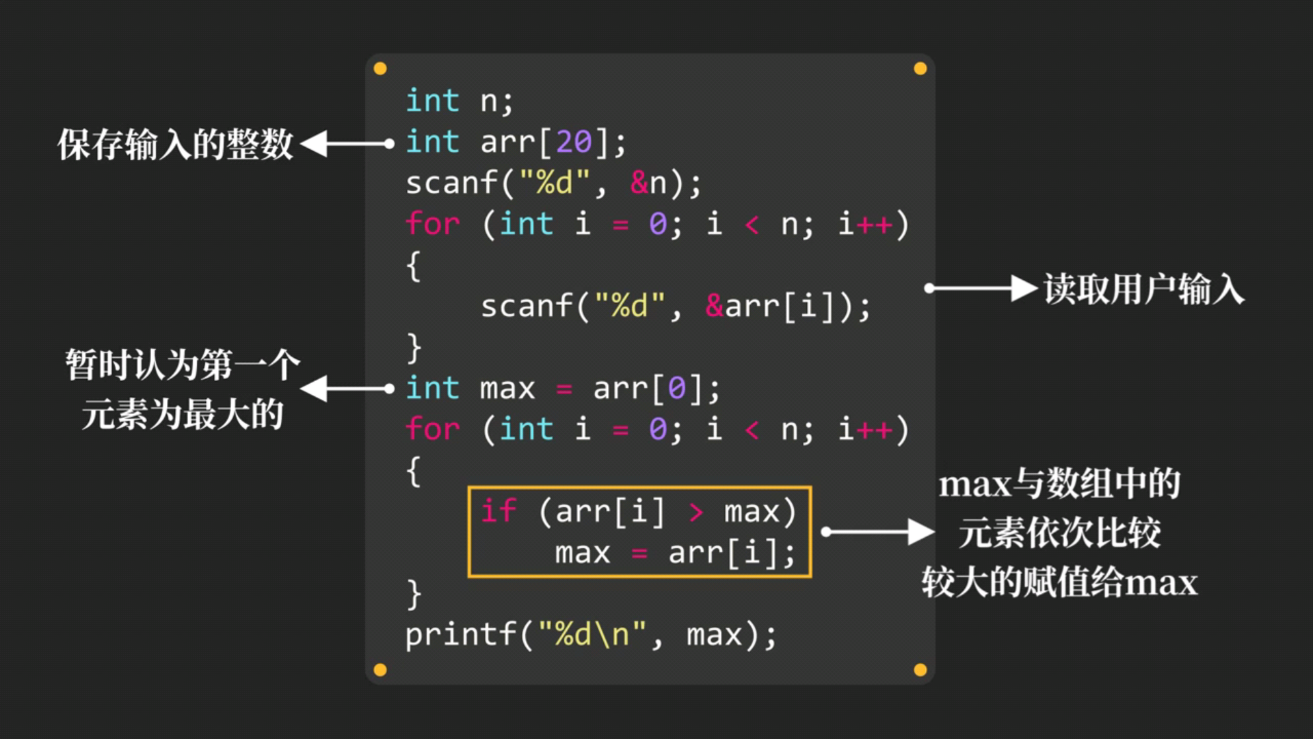 int n;
保存输入的整数
int arr[20];
scanf("%d", &n);
for (int i = 0; i < n; i++)
{
读取用户输入
scanf("%d", &arr[i]);
}
暂时认为第一个
元素为最大的
int max = arr[0];
for (int i = 0; i < n; i++)
{
if (arr[i] > max)
max = arr[i];
max与数组中的
元素依次比较
较大的赋值给max
}
printf("%d\n", max);